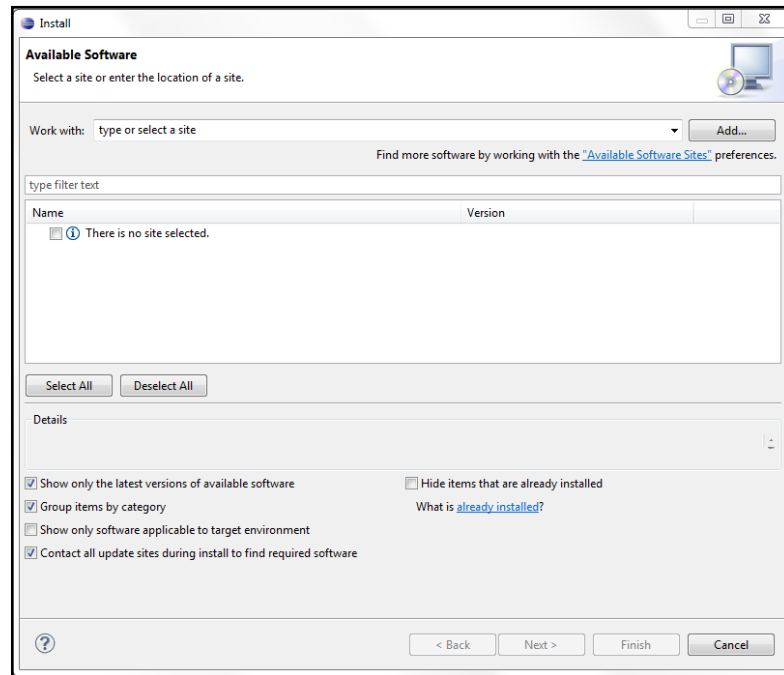 Install
Available Software
Select a site or enter the location of a site.
Work with: type or select a site Add...
Find more software by working with the "Available Software Sites" preferences.
type filter text
Name Version
There is no site selected.
Select All Deselect All
Details
Show only the latest versions of available software Hide items that are already installed
Group items by category What is already installed?
Show only software applicable to target environment
Contact all update sites during install to find required software
? < Back Next > Finish Cancel